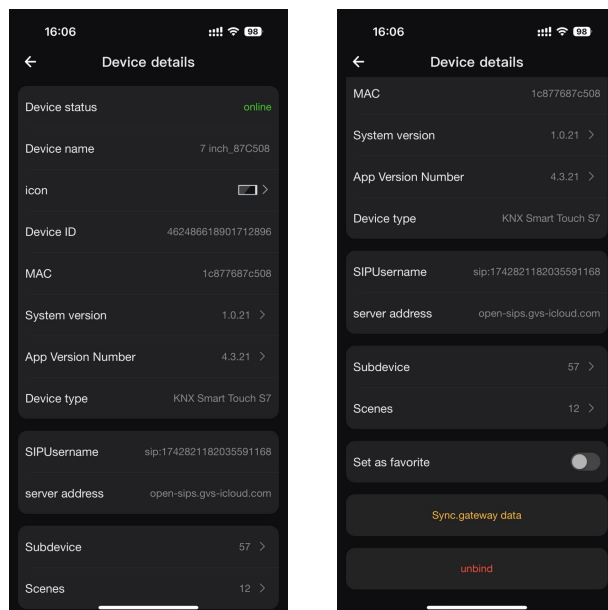 16:06
98
Device details
Device status online
Device name 7 inch_87C508
icon
Device ID 462486618901712896
MAC 1c877687c508
System version 1.0.21
App Version Number 4.3.21
Device type KNX Smart Touch S7
SIPUsername sip:1742821182035591168
server address open-sips.gvs-icloud.com
Subdevice 57
Scenes 12
16:06
98
Device details
MAC 1c877687c508
System version 1.0.21
App Version Number 4.3.21
Device type KNX Smart Touch S7
SIPUsername sip:1742821182035591168
server address open-sips.gvs-icloud.com
Subdevice 57
Scenes 12
Set as favorite
Sync.gateway data
unbind